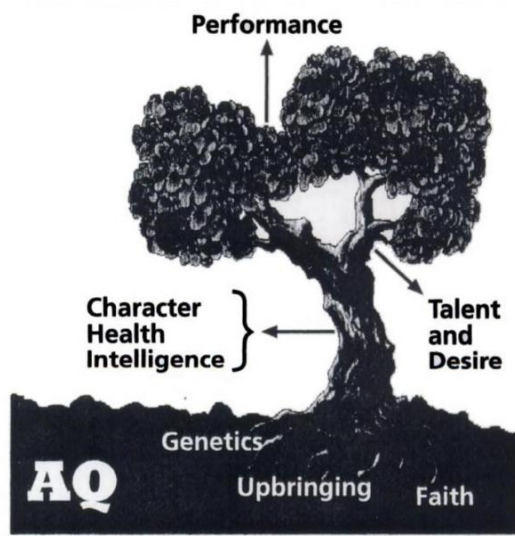 Performance
Character
Health
Intelligence
Talent
and
Desire
Genetics
AQ
Upbringing
Faith